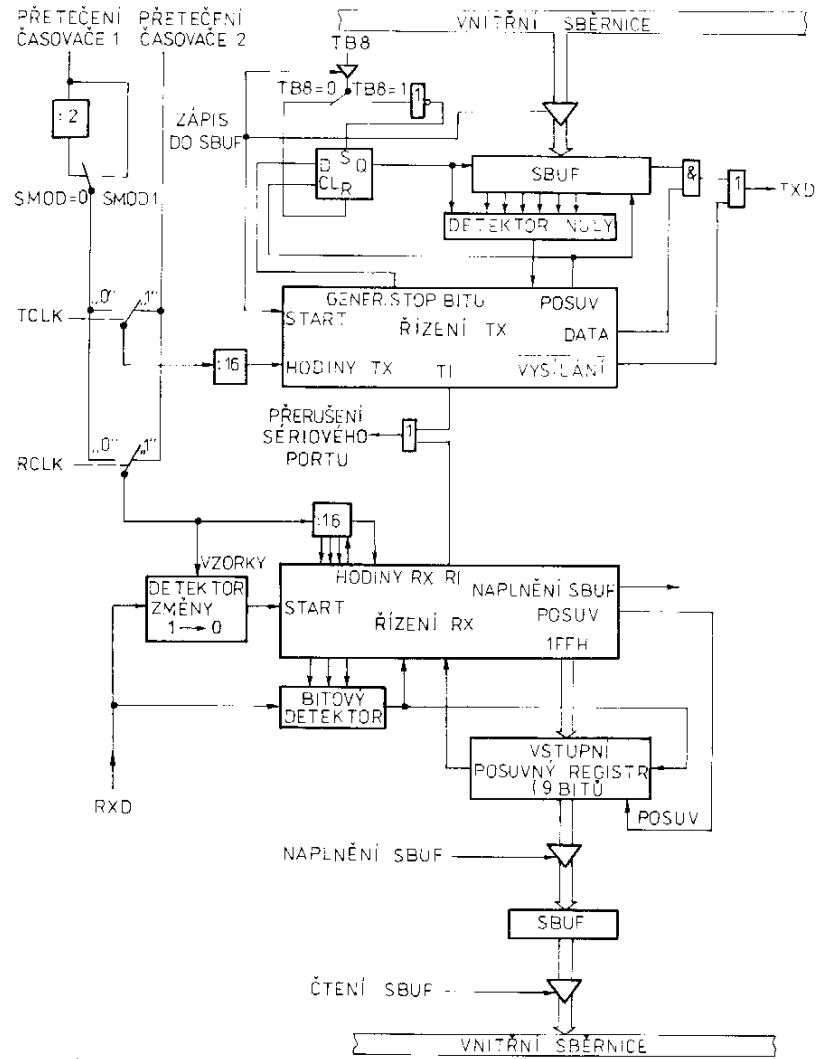 PŘETEČENÍ
ČASOVAČE 1
PŘETEČENÍ
ČASOVAČE 2
VNITŘNÍ SBĚRNICE
TB8
TB8=0
TB8=1
1
:2
ZÁPIS
DO SBUF
D S Q
CL R
SBUF
&
1
TXD
SMOD=0
SMOD1
DETEKTOR NULY
„0"
„1"
TCLK
GENER. STOP BITU
POSUV
START
ŘÍZENÍ TX
DATA
:16
HODINY TX
TI
VYSÍLÁNÍ
PŘERUŠENÍ
SÉRIOVÉHO
PORTU
1
„0"
„1"
RCLK
:16
VZORKY
DETEKTOR
ZMĚNY
1→0
HODINY RX
RI
NAPLNĚNÍ SBUF
START
POSUV
ŘÍZENÍ RX
1FFH
BITOVÝ
DETEKTOR
VSTUPNÍ
POSUVNÝ REGISTR
(9 BITŮ
RXD
POSUV
NAPLNĚNÍ SBUF
SBUF
ČTENÍ SBUF
VNITŘNÍ SBĚRNICE